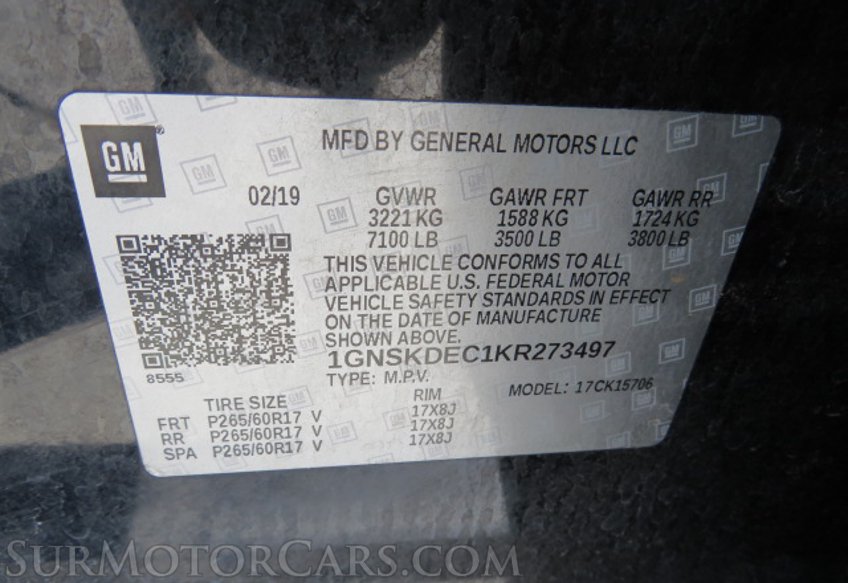 GM
MFD BY GENERAL MOTORS LLC
02/19 GVWR GAWR FRT GAWR RR
3221 KG 1588 KG 1724 KG
7100 LB 3500 LB 3800 LB
THIS VEHICLE CONFORMS TO ALL
APPLICABLE U.S. FEDERAL MOTOR
VEHICLE SAFETY STANDARDS IN EFFECT
ON THE DATE OF MANUFACTURE
SHOWN ABOVE.
1GNSKDEC1KR273497
8555
TYPE: M.P.V. MODEL: 17CK15706
TIRE SIZE RIM
FRT P265/60R17 V 17X8J
RR P265/60R17 V 17X8J
SPA P265/60R17 V 17X8J
SURMOTORCARS.COM